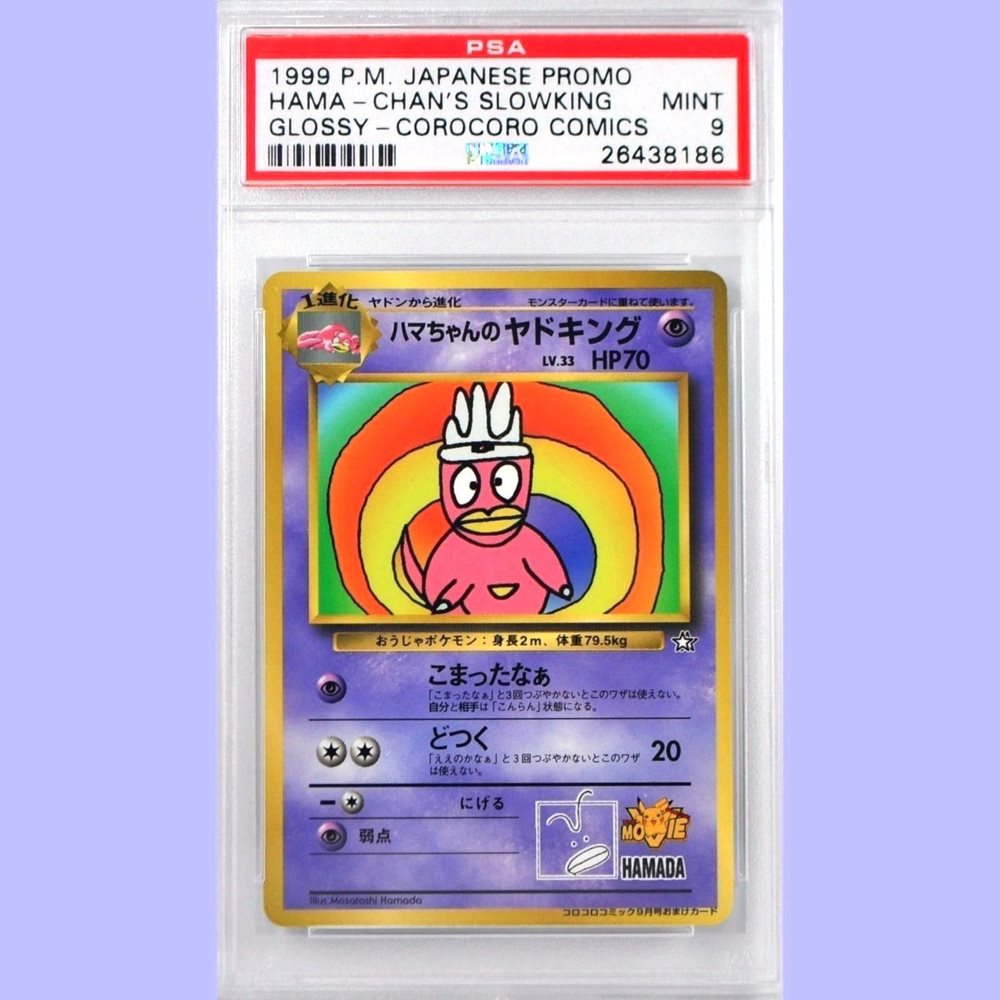 PSA
1999 P.M. JAPANESE PROMO
HAMA-CHAN'S SLOWKING MINT
GLOSSY-COROCORO COMICS 9
26438186
1進化 ヤドンから進化 モンスターカードに重ねて使います。
ハマちゃんのヤドキング
LV.33 HP70
おうじゃポケモン：身長2m、体重79.5kg
こまったなぁ
「こまったなぁ」と3回つぶやかないとこのワザは使えない。
自分と相手は「こんらん」状態になる。
どつく 20
「ええのかなぁ」と3回つぶやかないとこのワザ
は使えない。
ー にげる
弱点
MOVIE
HAMADA
Illus Masatoshi Hamada
コロコロコミック9月号おまけカード